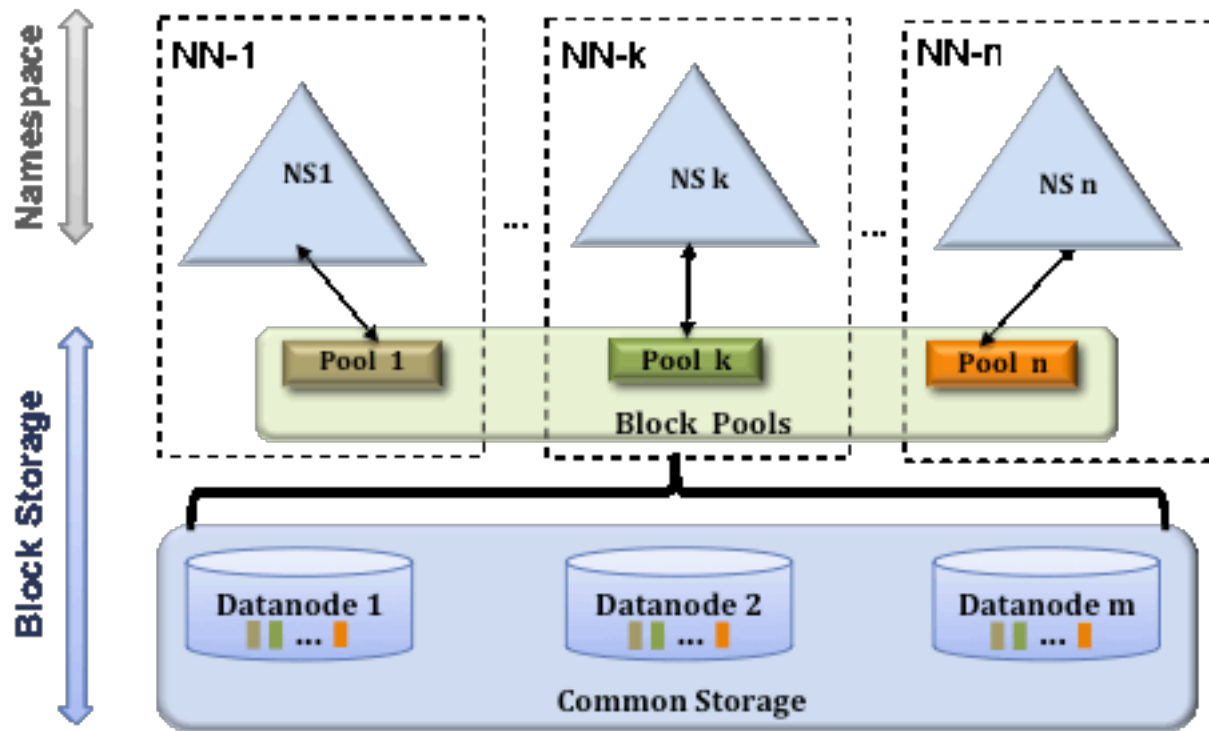 Namespace
NN-1
NN-k
NN-n
NS1
NS k
NS n
...
...
Pool 1
Pool k
Pool n
Block Pools
Block Storage
Datanode 1
...
Datanode 2
...
Datanode m
...
Common Storage